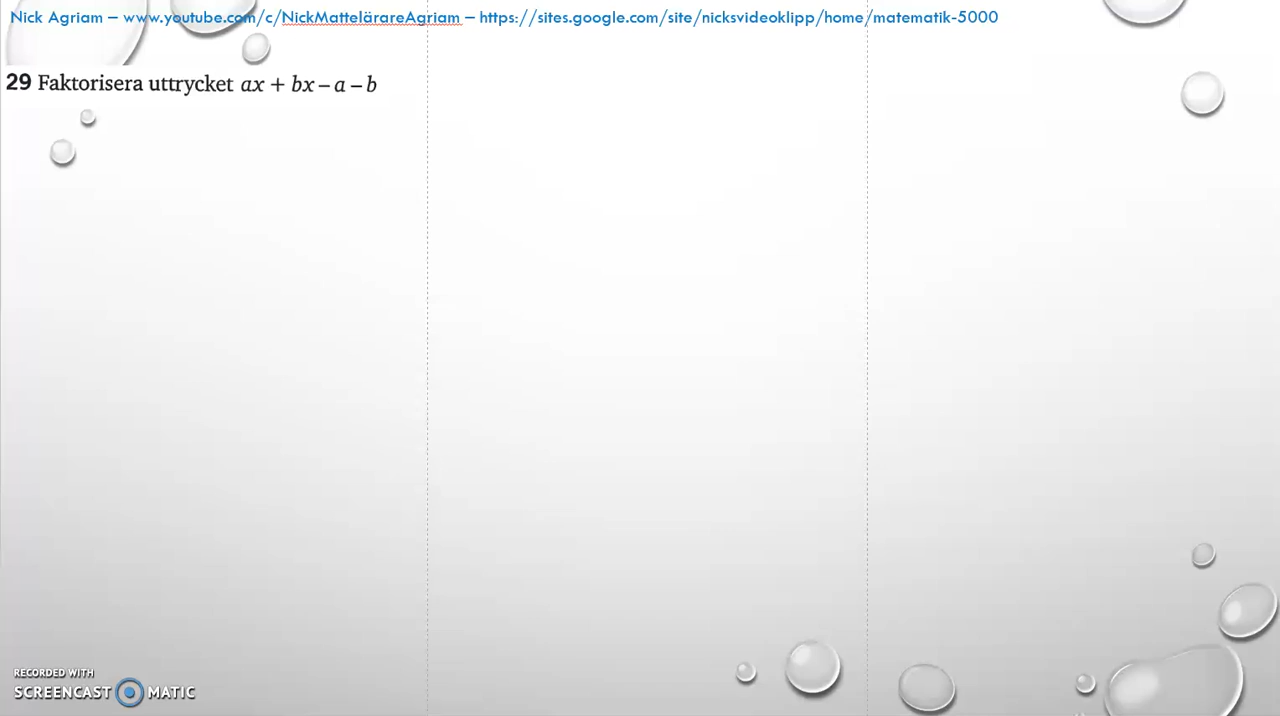 Nick Agriam – www.youtube.com/c/NickMattelärareAgriam – https://sites.google.com/site/nicksvideoklipp/home/matematik-5000
29 Faktorisera uttrycket ax + bx – a – b
RECORDED WITH
SCREENCAST MATIC